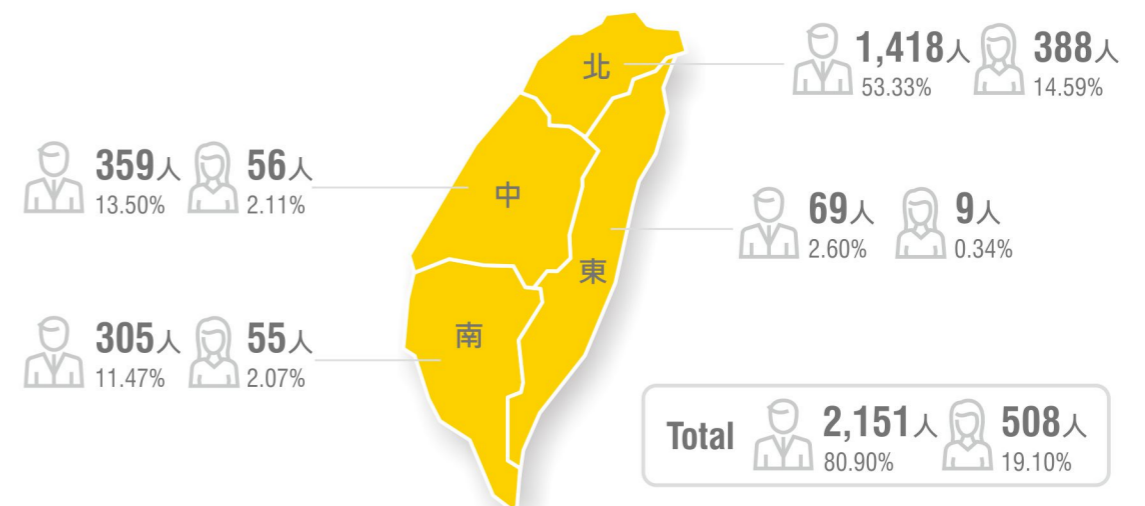 北
1,418人 388人
53.33% 14.59%
359人 56人
13.50% 2.11%
中
69人 9人
2.60% 0.34%
東
305人 55人
11.47% 2.07%
南
Total 2,151人 508人
80.90% 19.10%